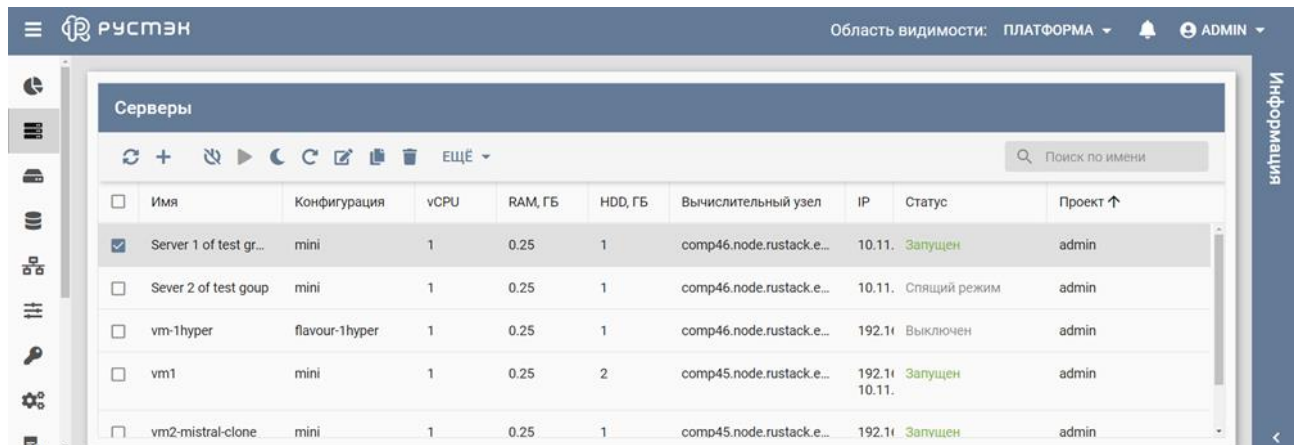 РУСТЭК Область видимости: ПЛАТФОРМА ADMIN
Информация
Серверы
ЕЩЁ Поиск по имени
Имя Конфигурация vCPU RAM, ГБ HDD, ГБ Вычислительный узел IP Статус Проект
Server 1 of test gr... mini 1 0.25 1 comp46.node.rustack.e... 10.11. Запущен admin
Sever 2 of test goup mini 1 0.25 1 comp46.node.rustack.e... 10.11. Спящий режим admin
vm-1hyper flavour-1hyper 1 0.25 1 comp46.node.rustack.e... 192.16 Выключен admin
vm1 mini 1 0.25 2 comp45.node.rustack.e... 192.16 Запущен admin
10.11.
vm2-mistral-clone mini 1 0.25 1 comp45.node.rustack.e... 192.16 Запущен admin